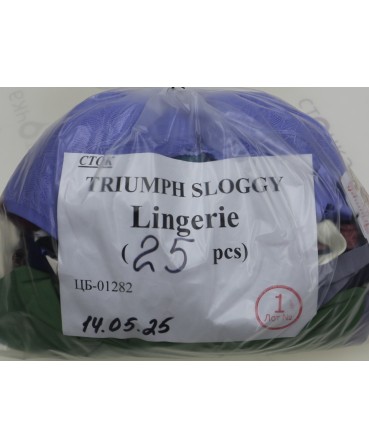 СТОК
TRIUMPH SLOGGY
Lingerie
(25 pcs)
ЦБ-01282
1
14.05.25